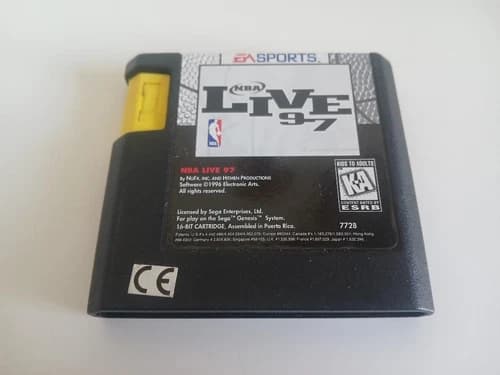 EA SPORTS
NBA
LIVE
97
NBA
NBA LIVE 97
By NuFX, INC. AND HITMEN PRODUCTIONS
Software ©1996 Electronic Arts.
All rights reserved.
KIDS TO ADULTS
K-A
CONTENT RATED BY
ESRB
Licensed by Sega Enterprises, Ltd.
For play on the Sega™ Genesis™ System.
16-BIT CARTRIDGE. Assembled in Puerto Rico.
7728
CE